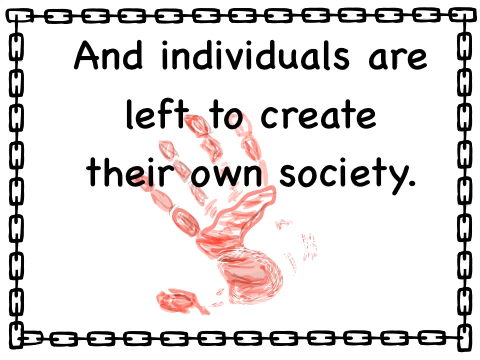 And individuals are
left to create
their own society.